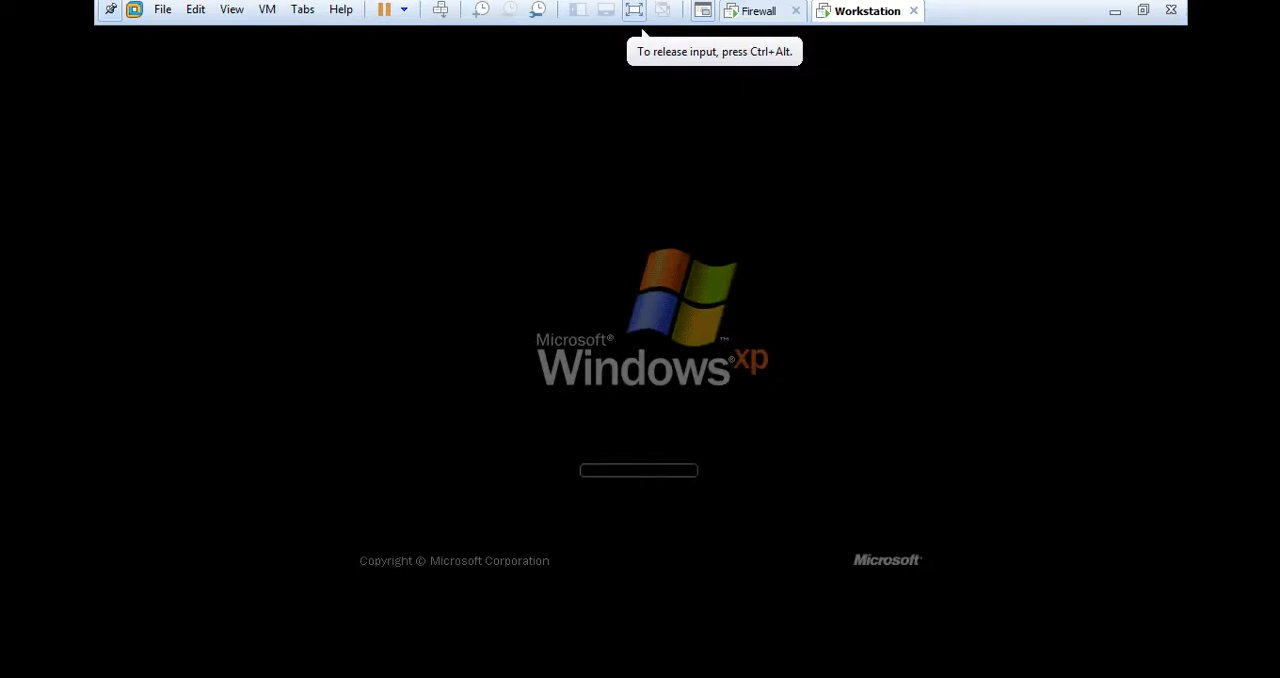 File Edit View VM Tabs Help Firewall Workstation
To release input, press Ctrl+Alt.
Microsoft®
Windows® xp ™
Copyright © Microsoft Corporation
Microsoft®